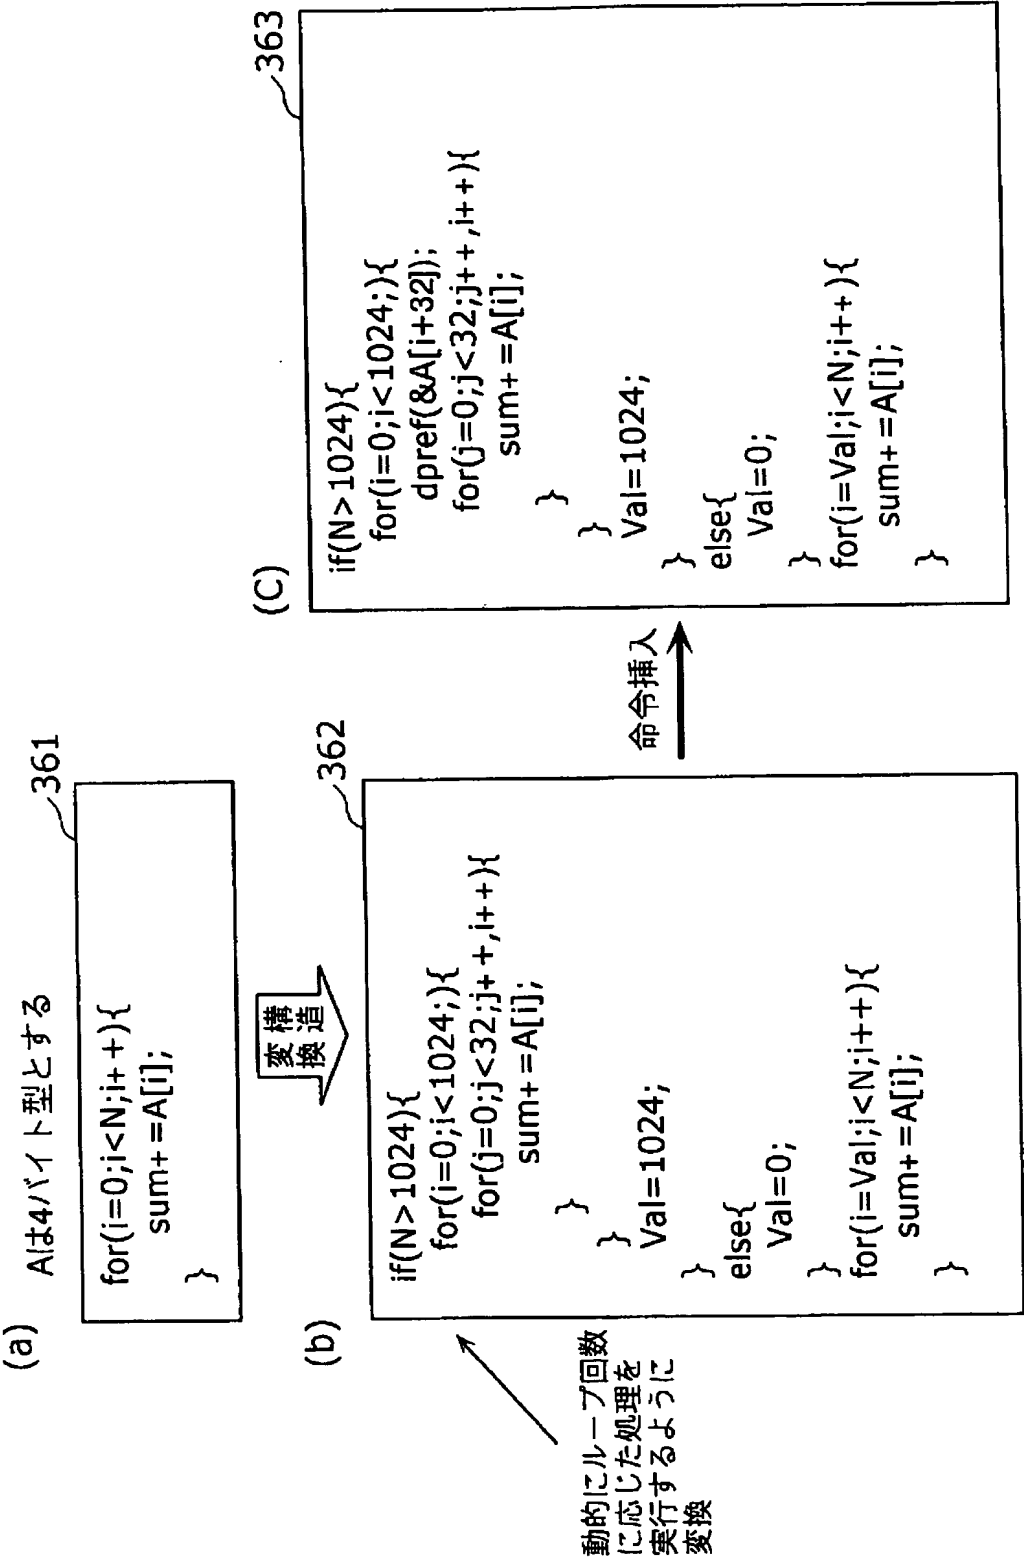 (a)
Aは4バイト型とする
361
for(i=0;i<N;i++){
sum+=A[i];
}
構造
変換
(b)
362
if(N>1024){
for(i=0;i<1024;){
for(j=0;j<32;j++,i++){
sum+=A[i];
}
}
Val=1024;
}
else{
Val=0;
}
for(i=Val;i<N;i++){
sum+=A[i];
}
動的にループ回数
に応じた処理を
実行するように
変換
命令挿入
(C)
363
if(N>1024){
for(i=0;i<1024;){
dpref(&A[i+32]);
for(j=0;j<32;j++,i++){
sum+=A[i];
}
}
Val=1024;
}
else{
Val=0;
}
for(i=Val;i<N;i++){
sum+=A[i];
}